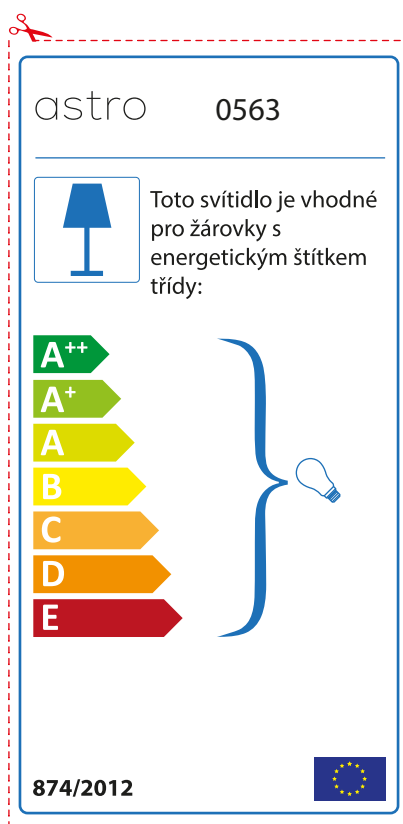 astro 0563
Toto svítidlo je vhodné
pro žárovky s
energetickým štítkem
třídy:
A++
A+
A
B
C
D
E
874/2012